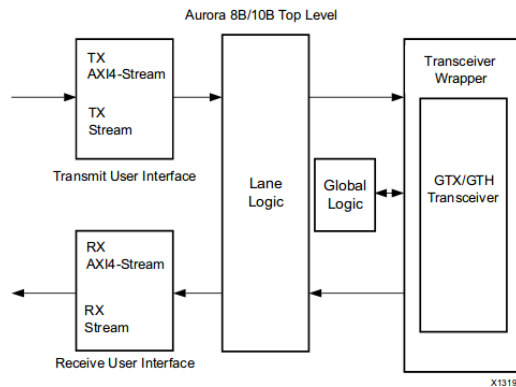 Aurora 8B/10B Top Level
TX
AXI4-Stream
TX
Stream
Transmit User Interface
Lane
Logic
Global
Logic
Transceiver
Wrapper
GTX/GTH
Transceiver
RX
AXI4-Stream
RX
Stream
Receive User Interface
X1319